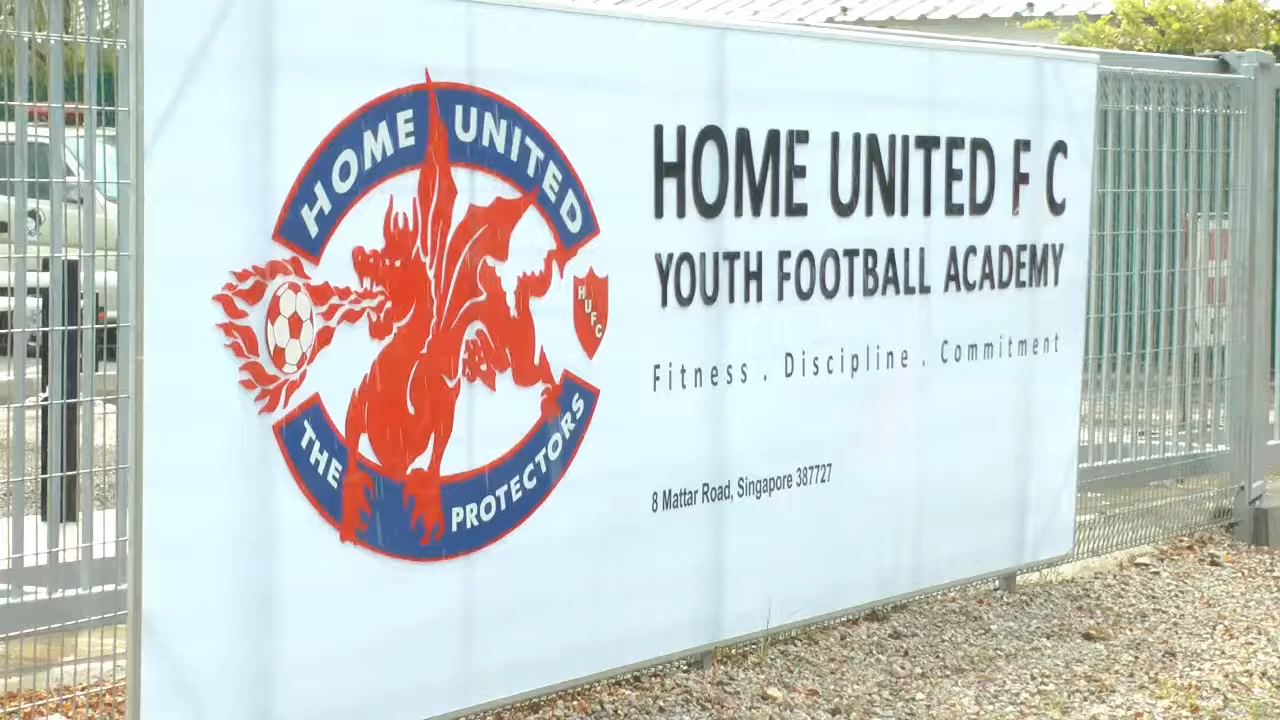 HOME UNITED
HUFC
THE PROTECTORS
HOME UNITED F C
YOUTH FOOTBALL ACADEMY
Fitness . Discipline . Commitment
8 Mattar Road, Singapore 387727